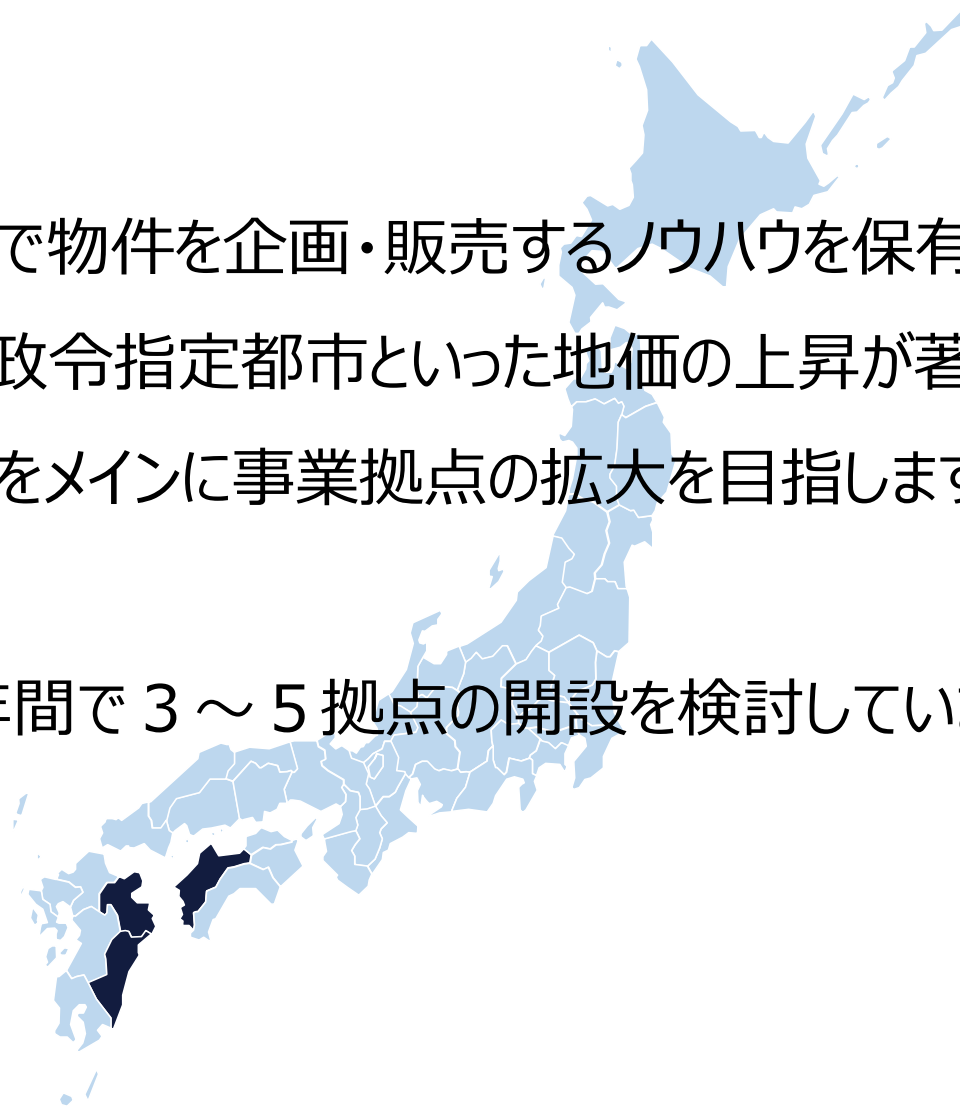 で物件を企画・販売するノウハウを保有
政令指定都市といった地価の上昇が著
をメインに事業拠点の拡大を目指します
年間で３～５拠点の開設を検討してい